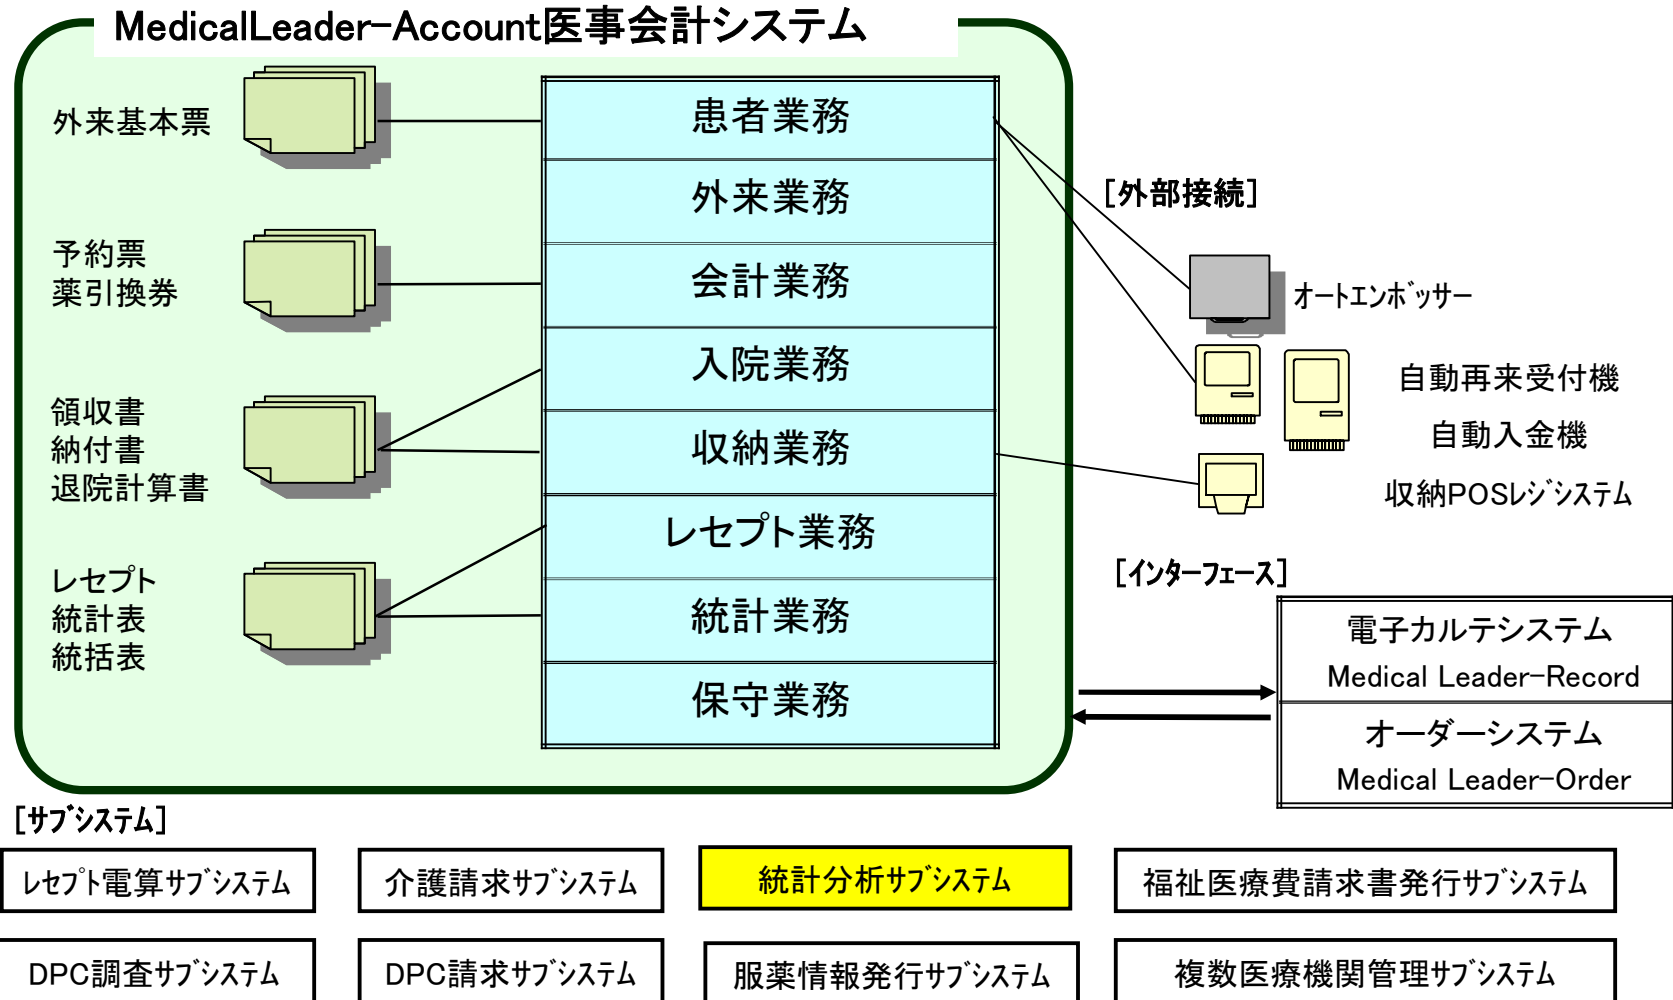 MedicalLeader-Account医事会計システム
外来基本票
予約票
薬引換券
領収書
納付書
退院計算書
レセプト
統計表
統括表
患者業務
外来業務
会計業務
入院業務
収納業務
レセプト業務
統計業務
保守業務
[外部接続]
オートエンボッサー
自動再来受付機
自動入金機
収納POSレジシステム
[インターフェース]
電子カルテシステム
Medical Leader-Record
オーダーシステム
Medical Leader-Order
[サブシステム]
レセプト電算サブシステム
介護請求サブシステム
統計分析サブシステム
福祉医療費請求書発行サブシステム
DPC調査サブシステム
DPC請求サブシステム
服薬情報発行サブシステム
複数医療機関管理サブシステム